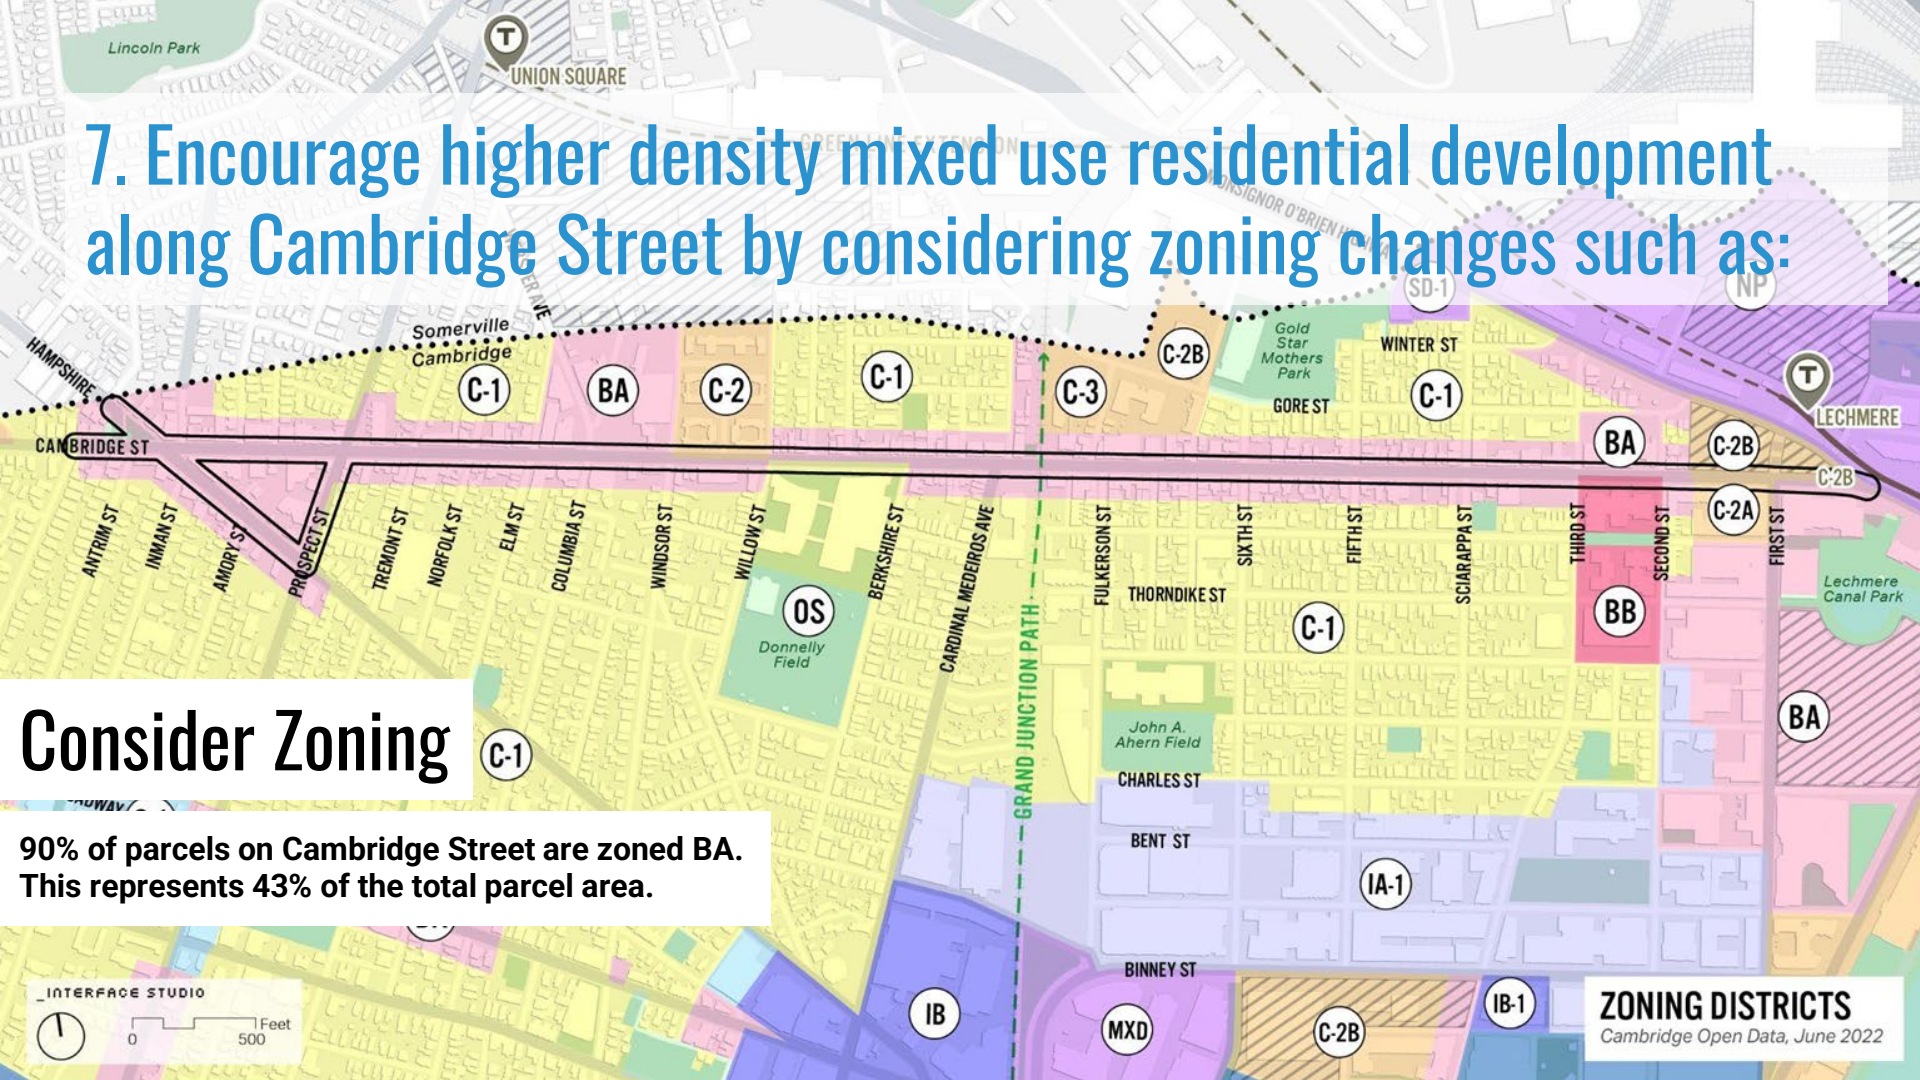 Lincoln Park
T
UNION SQUARE
GREEN LINE EXTENSION
7. Encourage higher density mixed use residential development
along Cambridge Street by considering zoning changes such as:
MONSIGNOR O'BRIEN HIGHWAY
SD-1
NP
HAMPSHIRE
Somerville
Cambridge
C-1
BA
C-2
C-1
C-3
C-2B
Gold
Star
Mothers
Park
WINTER ST
C-1
GORE ST
T
LECHMERE
CAMBRIDGE ST
BA
C-2B
C-2B
C-2A
ANTRIM ST
INMAN ST
AMORY ST
PROSPECT ST
TREMONT ST
NORFOLK ST
ELM ST
COLUMBIA ST
WINDSOR ST
WILLOW ST
BERKSHIRE ST
CARDINAL MEDEIROS AVE
FULKERSON ST
SIXTH ST
FIFTH ST
SCIARAPPA ST
THIRD ST
SECOND ST
FIRST ST
THORNDIKE ST
OS
Donnelly
Field
C-1
BB
Lechmere
Canal Park
GRAND JUNCTION PATH
John A.
Ahern Field
BA
Consider Zoning
C-1
CHARLES ST
BENT ST
90% of parcels on Cambridge Street are zoned BA.
This represents 43% of the total parcel area.
IA-1
BINNEY ST
IB
MXD
C-2B
IB-1
_INTERFACE STUDIO
0 500 Feet
ZONING DISTRICTS
Cambridge Open Data, June 2022